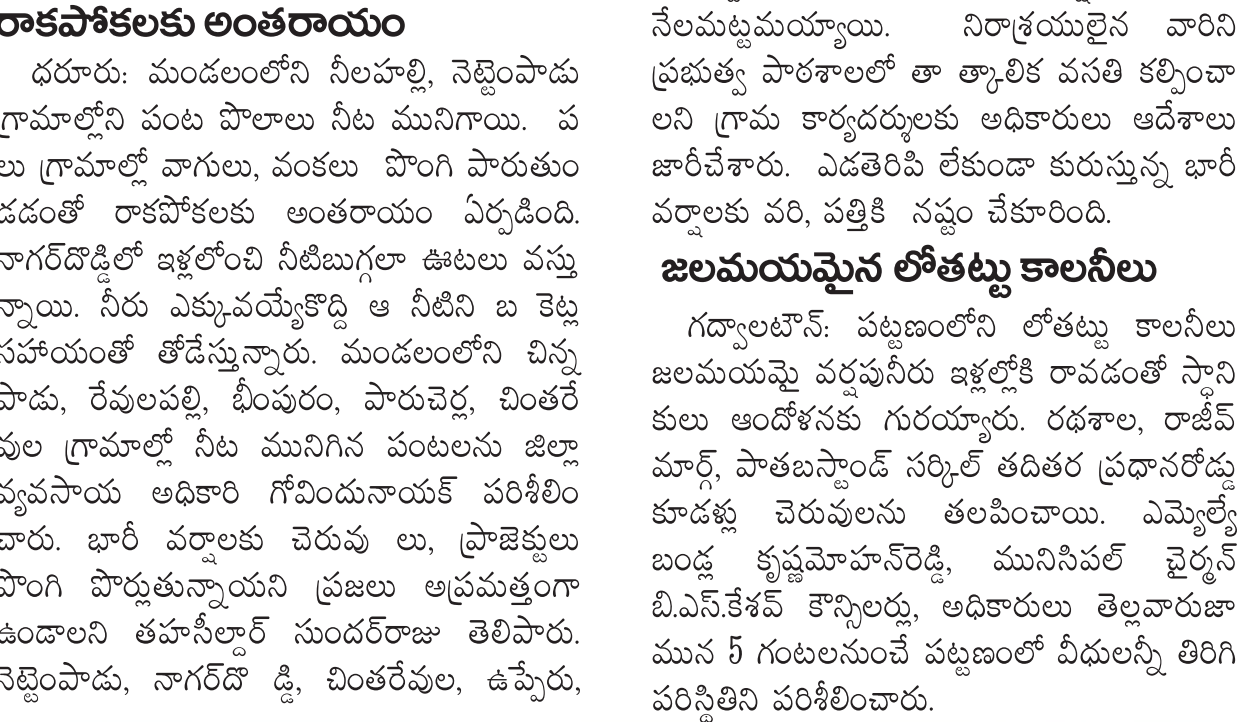 రాకపోకలకు అంతరాయం
ధరూరు: మండలంలోని నీలహల్లి, నెట్టెంపాడు
గ్రామాల్లోని పంట పొలాలు నీట మునిగాయి. ప
లు గ్రామాల్లో వాగులు, వంకలు పొంగి పారుతుం
డడంతో రాకపోకలకు అంతరాయం ఏర్పడింది.
నాగర్‌దొడ్డిలో ఇళ్లలోంచి నీటిబుగ్గలా ఊటలు వస్తు
న్నాయి. నీరు ఎక్కువయ్యేకొద్ది ఆ నీటిని బ కెట్ల
సహాయంతో తోడేస్తున్నారు. మండలంలోని చిన్న
పాడు, రేవులపల్లి, భీంపురం, పారుచెర్ల, చింతరే
వుల గ్రామాల్లో నీట మునిగిన పంటలను జిల్లా
వ్యవసాయ అధికారి గోవిందునాయక్ పరిశీలిం
చారు. భారీ వర్షాలకు చెరువు లు, ప్రాజెక్టులు
పొంగి పొర్లుతున్నాయని ప్రజలు అప్రమత్తంగా
ఉండాలని తహసీల్దార్ సుందర్‌రాజు తెలిపారు.
నెట్టెంపాడు, నాగర్‌దొ డ్డి, చింతరేవుల, ఉప్పేరు,
నేలమట్టమయ్యాయి. నిరాశ్రయులైన వారిని
ప్రభుత్వ పాఠశాలలో తా త్కాలిక వసతి కల్పించా
లని గ్రామ కార్యదర్శులకు అధికారులు ఆదేశాలు
జారీచేశారు. ఎడతెరిపి లేకుండా కురుస్తున్న భారీ
వర్షాలకు వరి, పత్తికి నష్టం చేకూరింది.
జలమయమైన లోతట్టు కాలనీలు
గద్వాలటౌన్: పట్టణంలోని లోతట్టు కాలనీలు
జలమయమై వర్షపునీరు ఇళ్లల్లోకి రావడంతో స్థాని
కులు ఆందోళనకు గురయ్యారు. రథశాల, రాజీవ్
మార్గ్, పాతబస్టాండ్ సర్కిల్ తదితర ప్రధానరోడ్డు
కూడళ్లు చెరువులను తలపించాయి. ఎమ్మెల్యే
బండ్ల కృష్ణమోహన్‌రెడ్డి, మునిసిపల్ చైర్మన్
బి.ఎస్.కేశవ్ కౌన్సిలర్లు, అధికారులు తెల్లవారుజా
మున 5 గంటలనుంచే పట్టణంలో వీధులన్నీ తిరిగి
పరిస్థితిని పరిశీలించారు.